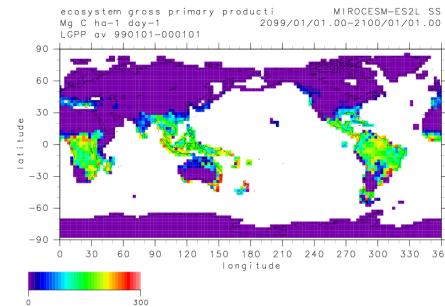 ecosystem gross primary producti MIROCESM-ES2L SS
Mg C ha-1 day-1 2099/01/01.00-2100/01/01.00
LGPP av 990101-000101
90
60
30
0
-30
-60
-90
latitude
0 30 60 90 120 150 180 210 240 270 300 330 36
longitude
0 300